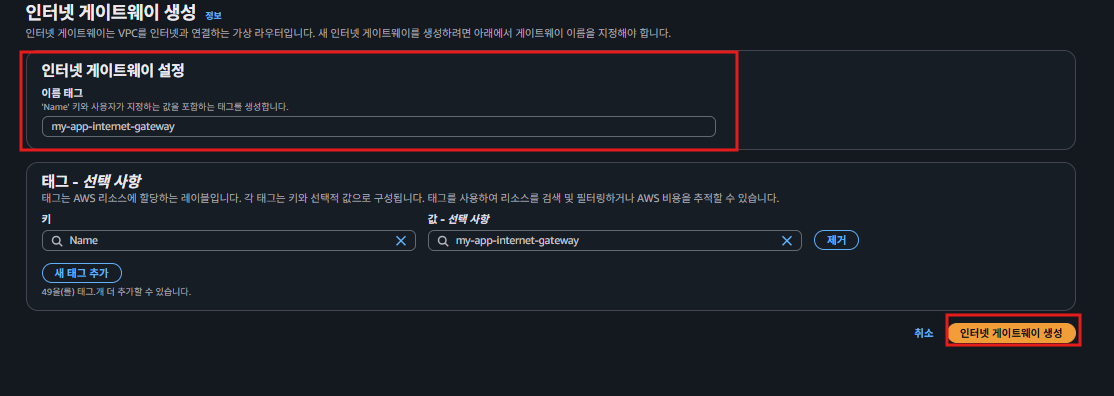 인터넷 게이트웨이 생성 정보
인터넷 게이트웨이는 VPC를 인터넷과 연결하는 가상 라우터입니다. 새 인터넷 게이트웨이를 생성하려면 아래에서 게이트웨이 이름을 지정해야 합니다.
인터넷 게이트웨이 설정
이름 태그
'Name' 키와 사용자가 지정하는 값을 포함하는 태그를 생성합니다.
my-app-internet-gateway
태그 - 선택 사항
태그는 AWS 리소스에 할당하는 레이블입니다. 각 태그는 키와 선택적 값으로 구성됩니다. 태그를 사용하여 리소스를 검색 및 필터링하거나 AWS 비용을 추적할 수 있습니다.
키 값 - 선택 사항
Name my-app-internet-gateway 제거
새 태그 추가
49을(를) 태그.개 더 추가할 수 있습니다.
취소 인터넷 게이트웨이 생성